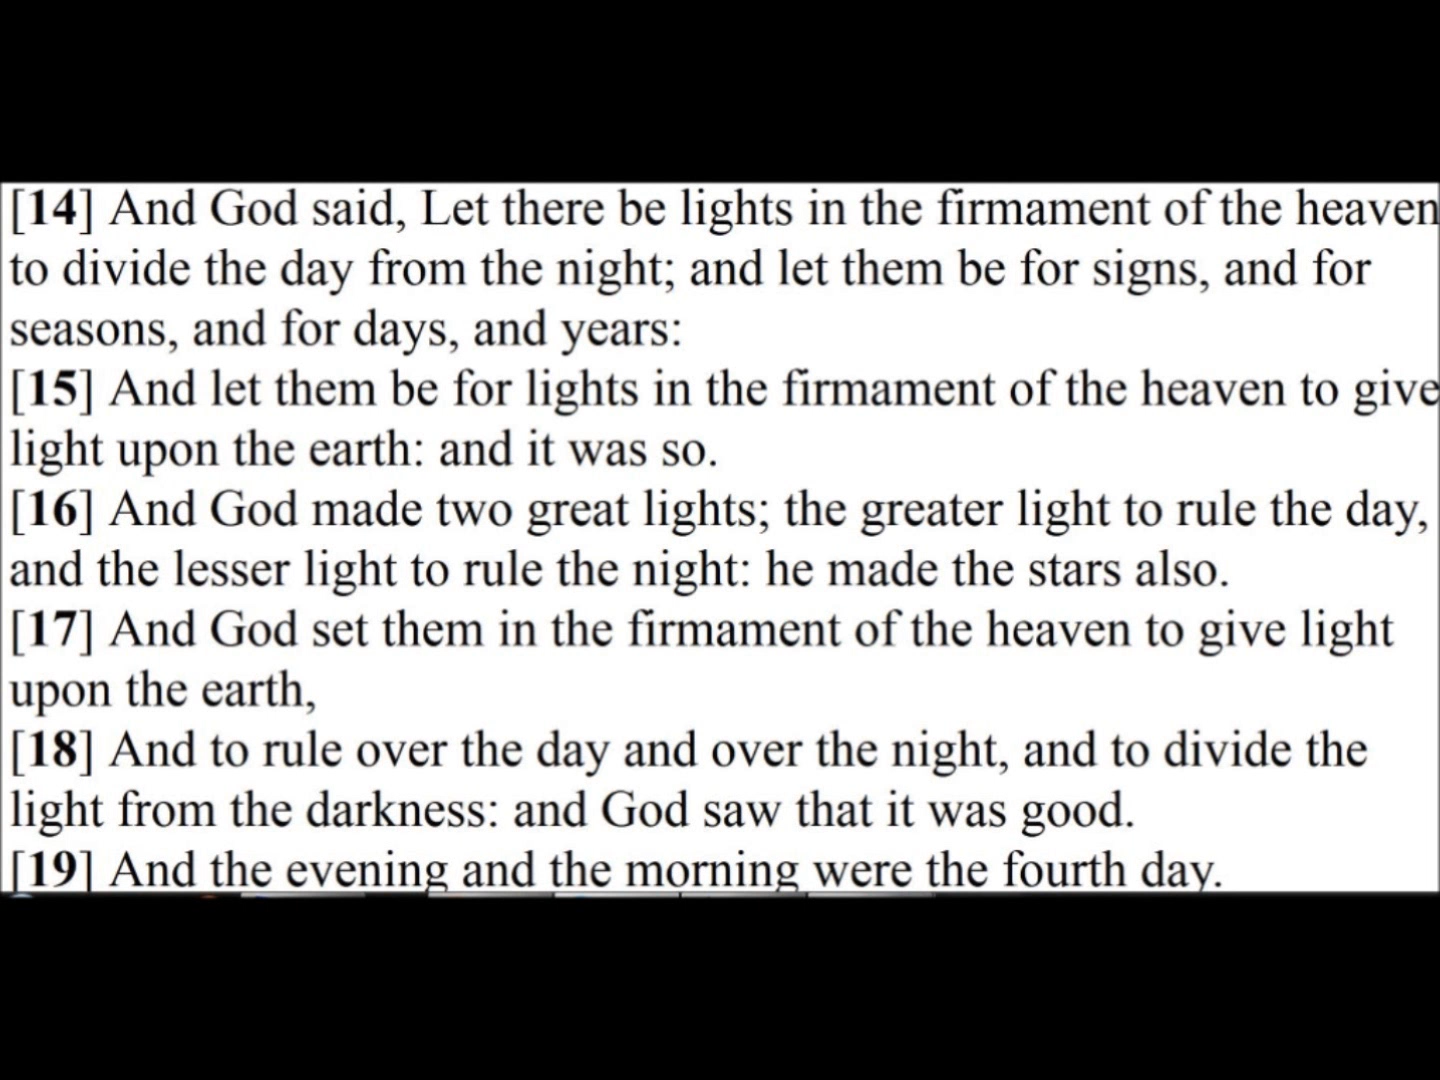 [14] And God said, Let there be lights in the firmament of the heaven
to divide the day from the night; and let them be for signs, and for
seasons, and for days, and years:
[15] And let them be for lights in the firmament of the heaven to give
light upon the earth: and it was so.
[16] And God made two great lights; the greater light to rule the day,
and the lesser light to rule the night: he made the stars also.
[17] And God set them in the firmament of the heaven to give light
upon the earth,
[18] And to rule over the day and over the night, and to divide the
light from the darkness: and God saw that it was good.
[19] And the evening and the morning were the fourth day.